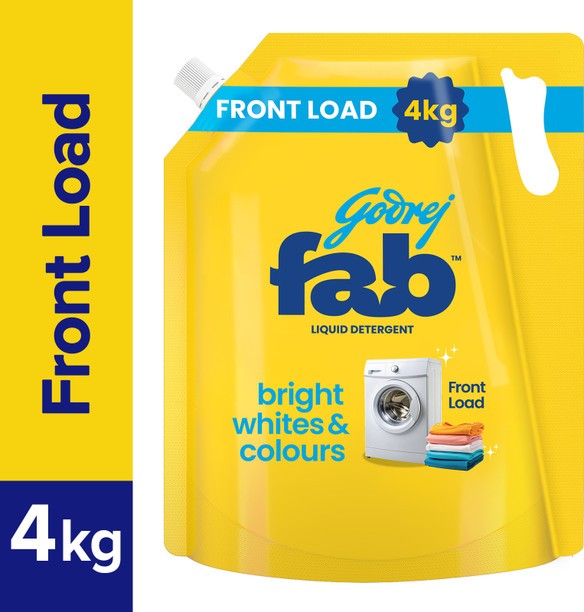 Front Load
4kg
FRONT LOAD
4kg
Godrej
fab™
LIQUID DETERGENT
bright
whites &
colours
Front
Load